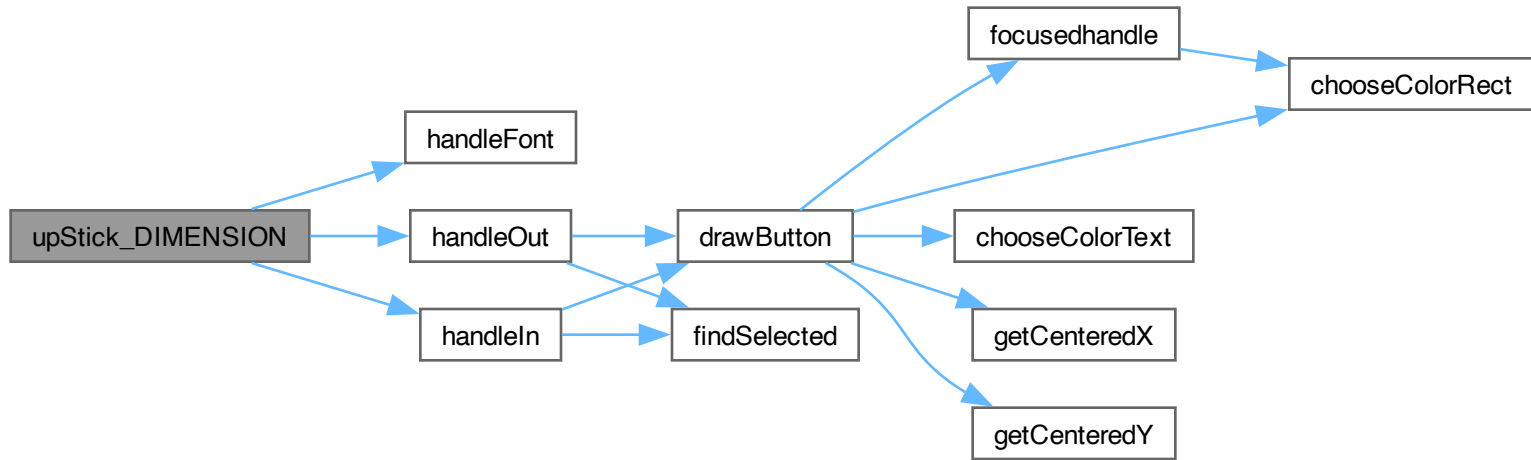 upStick_DIMENSION
handleFont
handleOut
handleIn
drawButton
findSelected
focusedhandle
chooseColorRect
chooseColorText
getCenteredX
getCenteredY